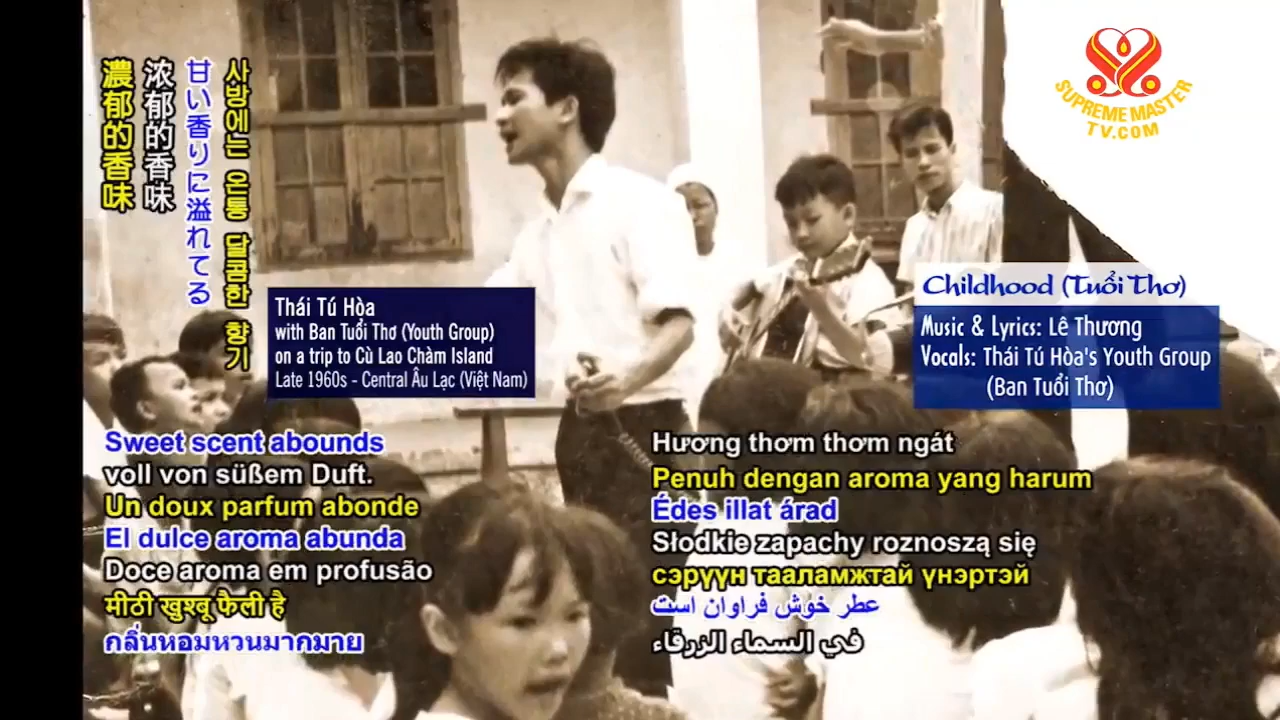 濃郁的香味
浓郁的香味
甘い香りに溢れてる
사방에는 온통 달콤한 향기
SUPREME MASTER
TV.COM
Thái Tú Hòa
with Ban Tuổi Thơ (Youth Group)
on a trip to Cù Lao Chàm Island
Late 1960s - Central Âu Lạc (Việt Nam)
Childhood (Tuổi Thơ)
Music & Lyrics: Lê Thương
Vocals: Thái Tú Hòa's Youth Group
(Ban Tuổi Thơ)
Sweet scent abounds
voll von süßem Duft.
Un doux parfum abonde
El dulce aroma abunda
Doce aroma em profusão
मीठी खुश्बू फैली है
กลิ่นหอมหวนมากมาย
Hương thơm thơm ngát
Penuh dengan aroma yang harum
Édes illat árad
Słodkie zapachy roznoszą się
сэрүүн тааламжтай үнэртэй
عطر خوش فراوان است
في السماء الزرقاء